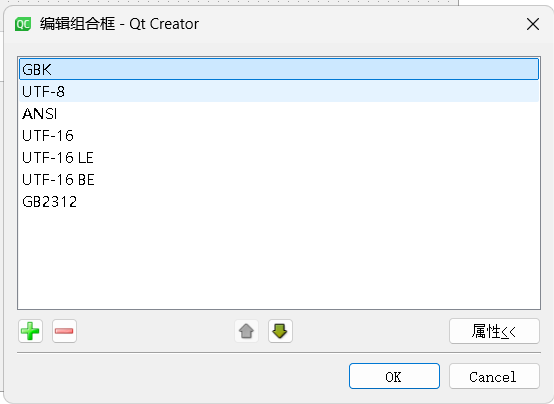 编辑组合框 - Qt Creator
GBK
UTF-8
ANSI
UTF-16
UTF-16 LE
UTF-16 BE
GB2312
属性<<
OK
Cancel